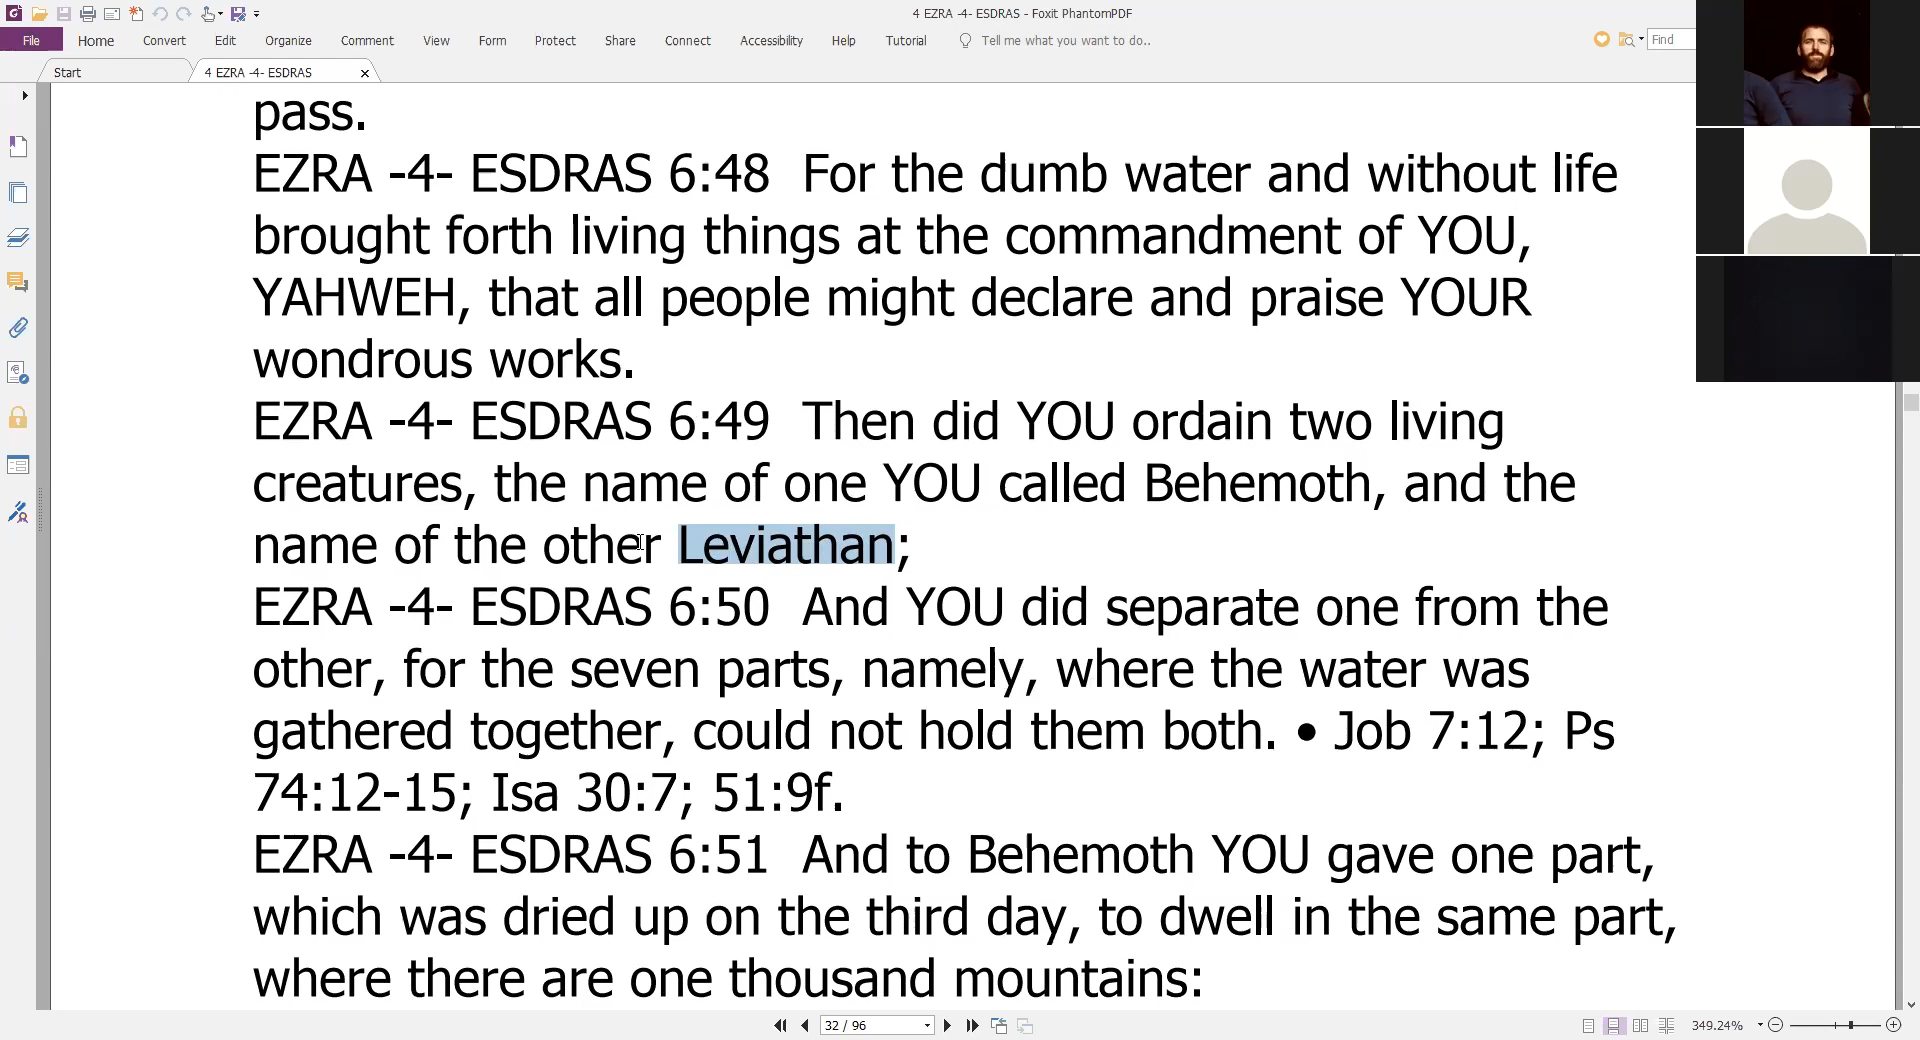 4 EZRA -4- ESDRAS - Foxit PhantomPDF
File Home Convert Edit Organize Comment View Form Protect Share Connect Accessibility Help Tutorial Tell me what you want to do.. Find
Start 4 EZRA -4- ESDRAS
pass.
EZRA -4- ESDRAS 6:48 For the dumb water and without life
brought forth living things at the commandment of YOU,
YAHWEH, that all people might declare and praise YOUR
wondrous works.
EZRA -4- ESDRAS 6:49 Then did YOU ordain two living
creatures, the name of one YOU called Behemoth, and the
name of the other Leviathan;
EZRA -4- ESDRAS 6:50 And YOU did separate one from the
other, for the seven parts, namely, where the water was
gathered together, could not hold them both. • Job 7:12; Ps
74:12-15; Isa 30:7; 51:9f.
EZRA -4- ESDRAS 6:51 And to Behemoth YOU gave one part,
which was dried up on the third day, to dwell in the same part,
where there are one thousand mountains:
32 / 96 349.24%